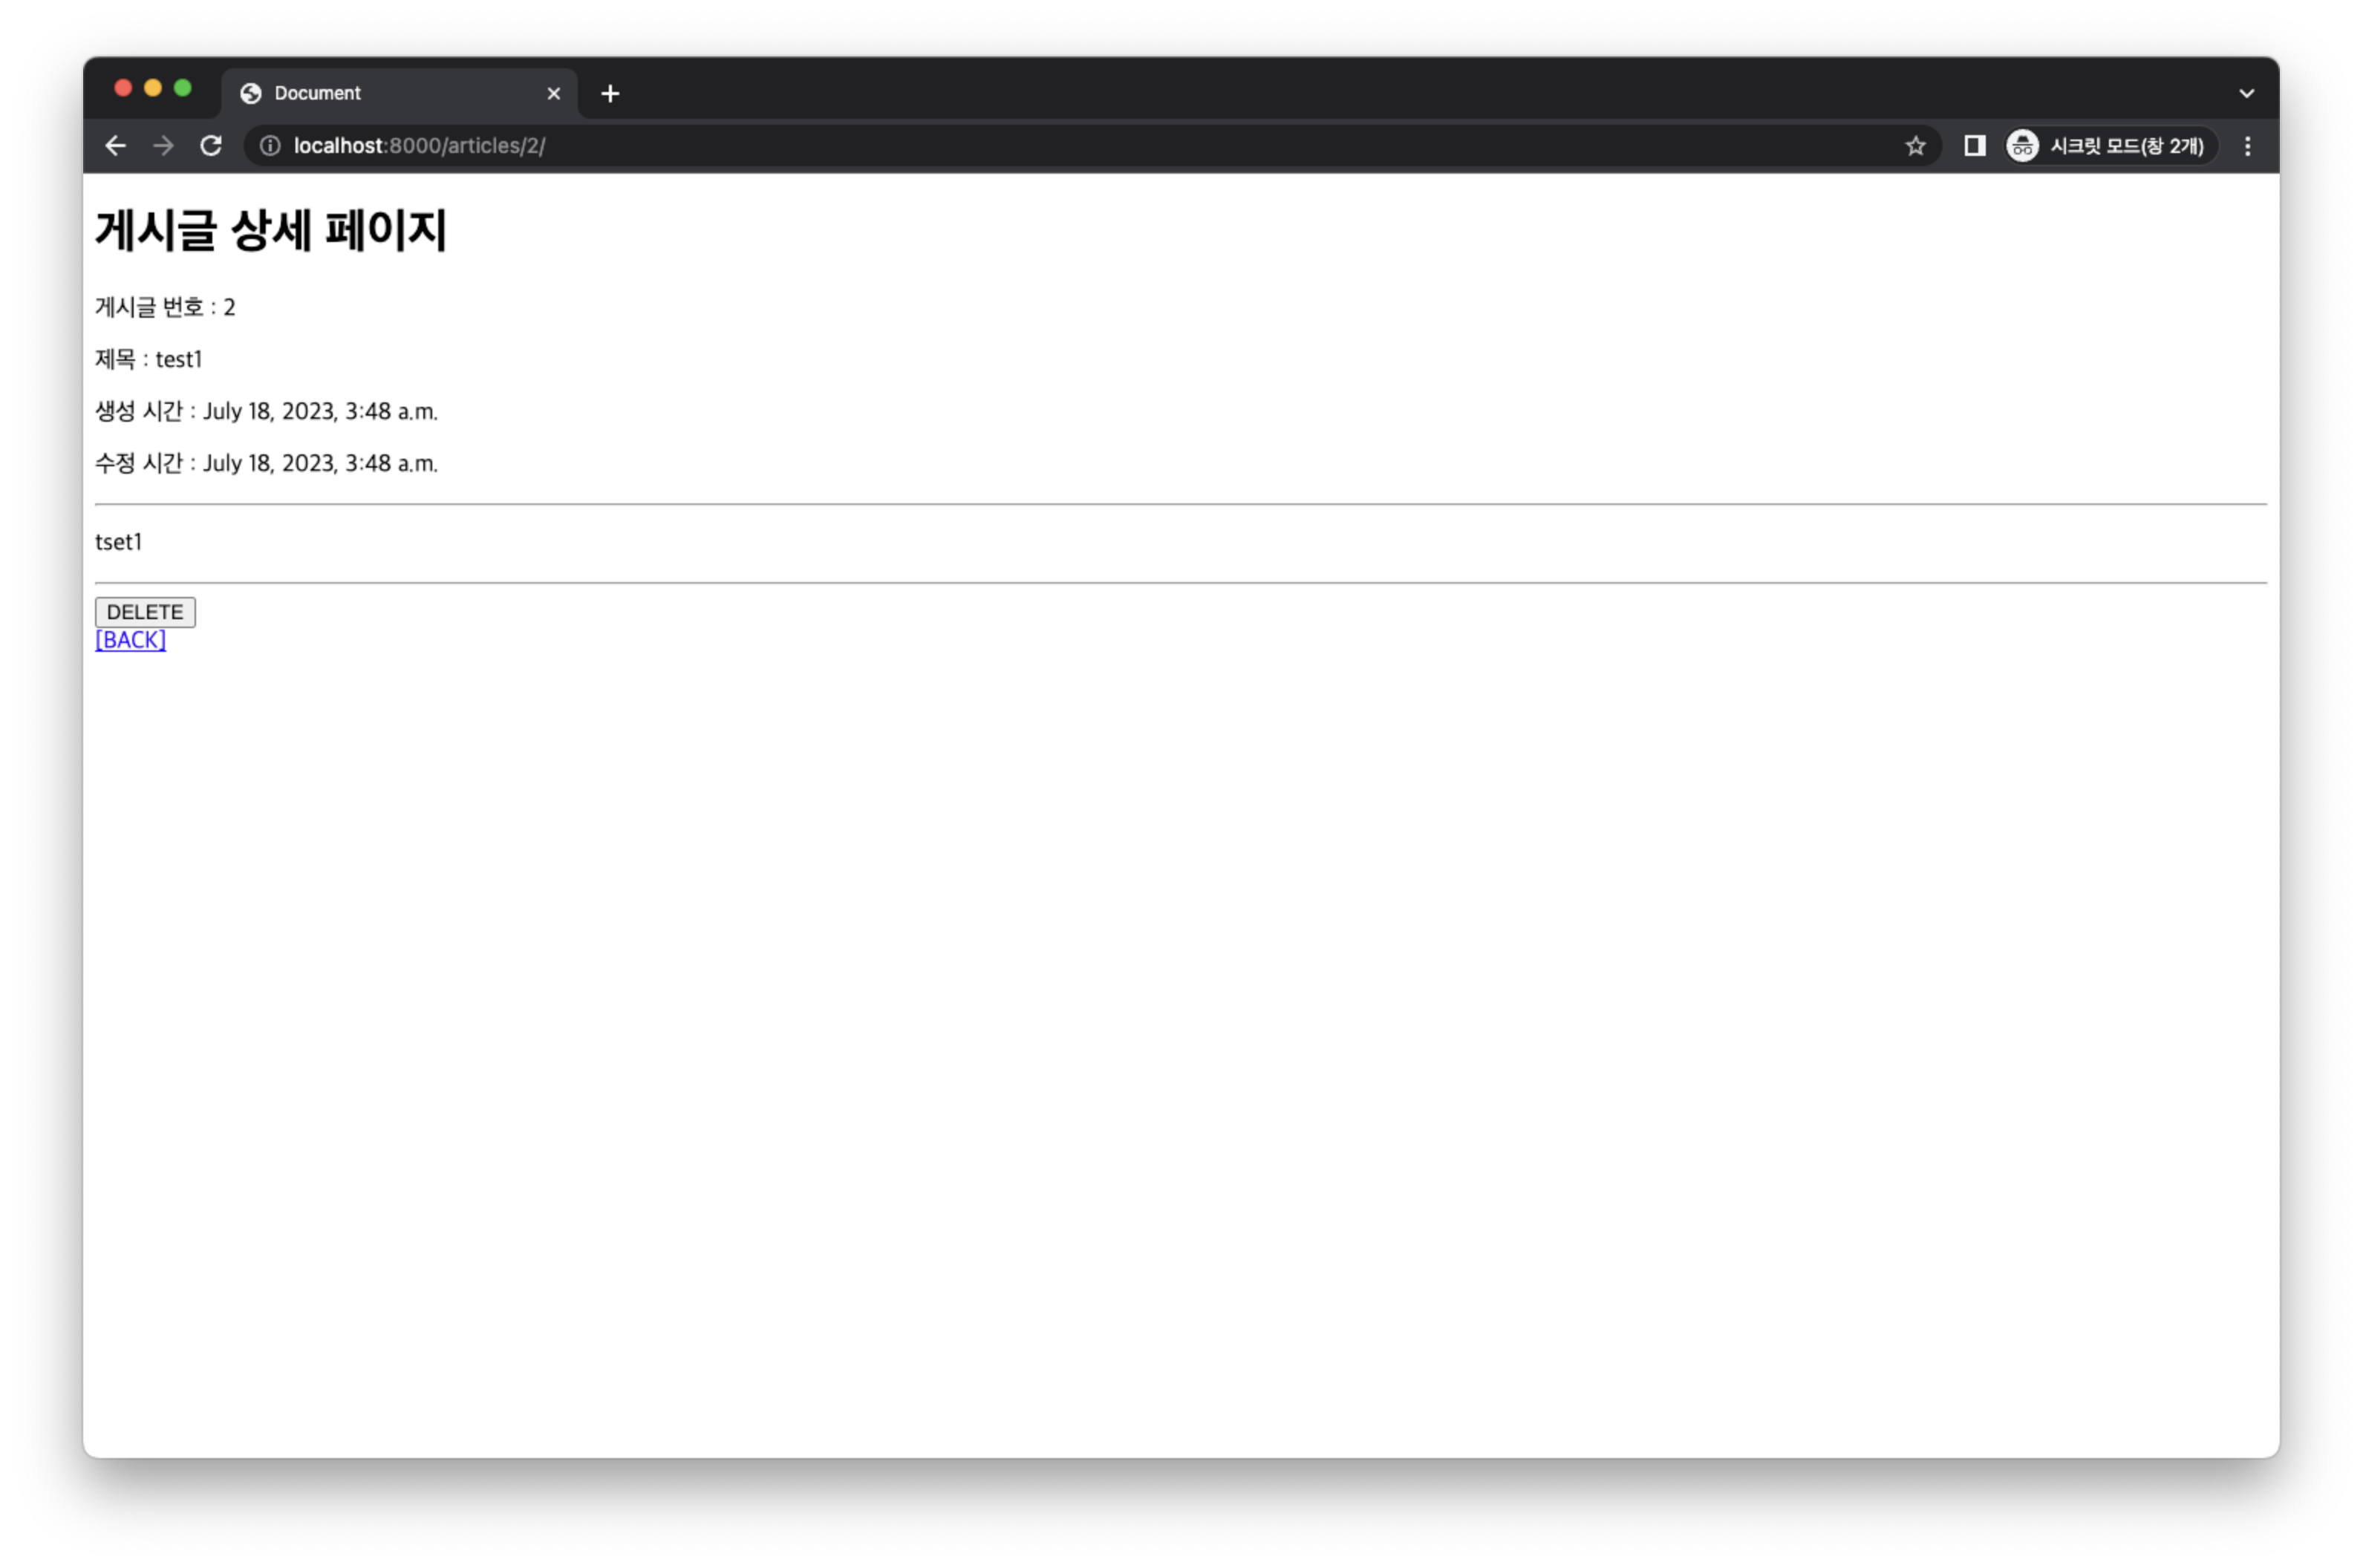 Document
localhost:8000/articles/2/
시크릿 모드(창 2개)
게시글 상세 페이지
게시글 번호 : 2
제목 : test1
생성 시간 : July 18, 2023, 3:48 a.m.
수정 시간 : July 18, 2023, 3:48 a.m.
tset1
DELETE
[BACK]